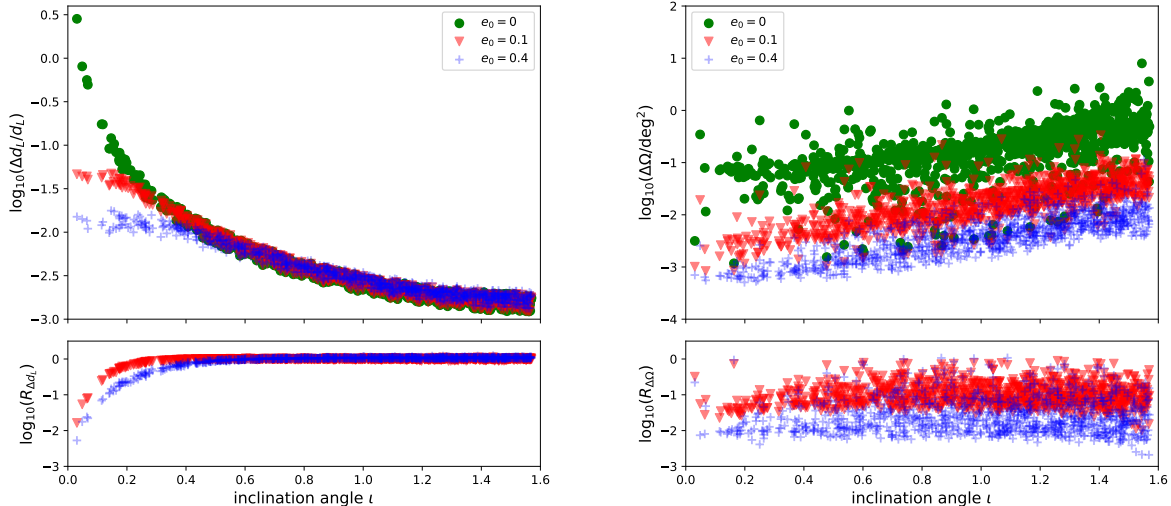 0.5
0.0
−0.5
−1.0
−1.5
−2.0
−2.5
−3.0
log₁₀(Δd_L/d_L)
e₀ = 0
e₀ = 0.1
e₀ = 0.4
0
−1
−2
−3
log₁₀(R_Δd_L)
0.0 0.2 0.4 0.6 0.8 1.0 1.2 1.4 1.6
inclination angle ι
2
1
0
−1
−2
−3
−4
log₁₀(ΔΩ/deg²)
e₀ = 0
e₀ = 0.1
e₀ = 0.4
0
−1
−2
−3
log₁₀(R_ΔΩ)
0.0 0.2 0.4 0.6 0.8 1.0 1.2 1.4 1.6
inclination angle ι